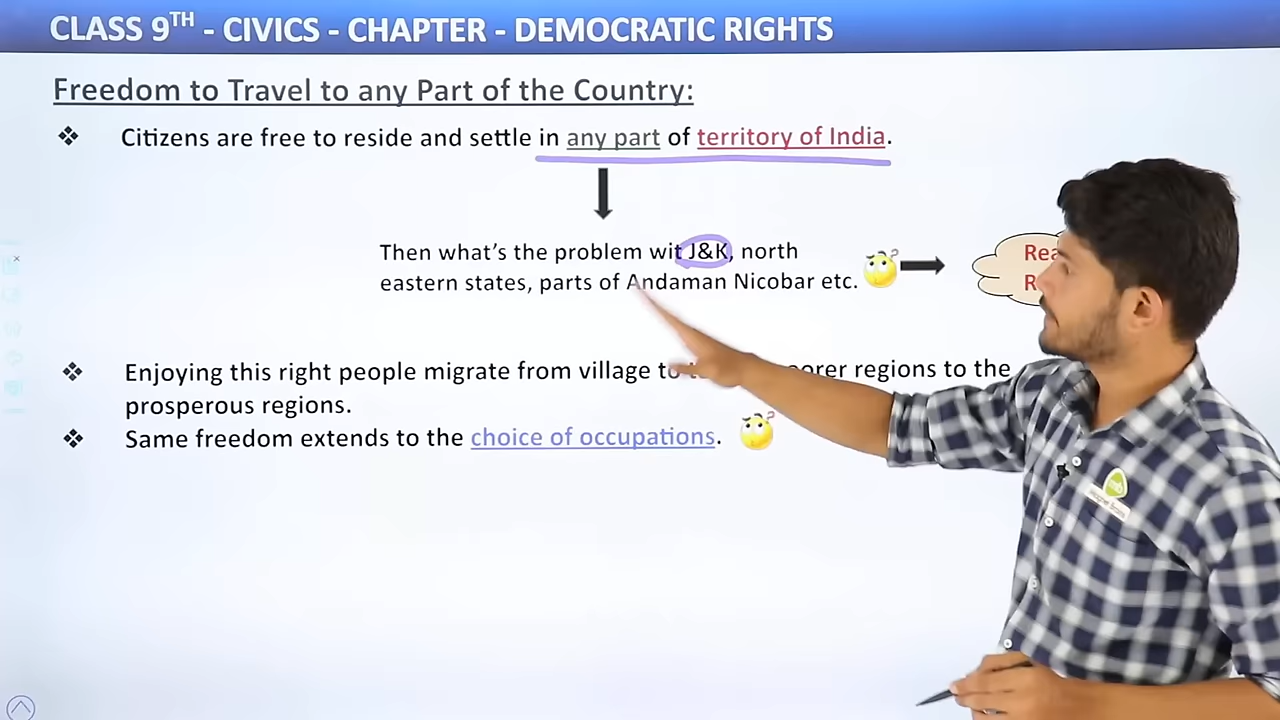 CLASS 9TH - CIVICS - CHAPTER - DEMOCRATIC RIGHTS
Freedom to Travel to any Part of the Country:
❖ Citizens are free to reside and settle in any part of territory of India.
Then what's the problem wit J&K, north
eastern states, parts of Andaman Nicobar etc.
❖ Enjoying this right people migrate from village to regions to the
prosperous regions.
❖ Same freedom extends to the choice of occupations.